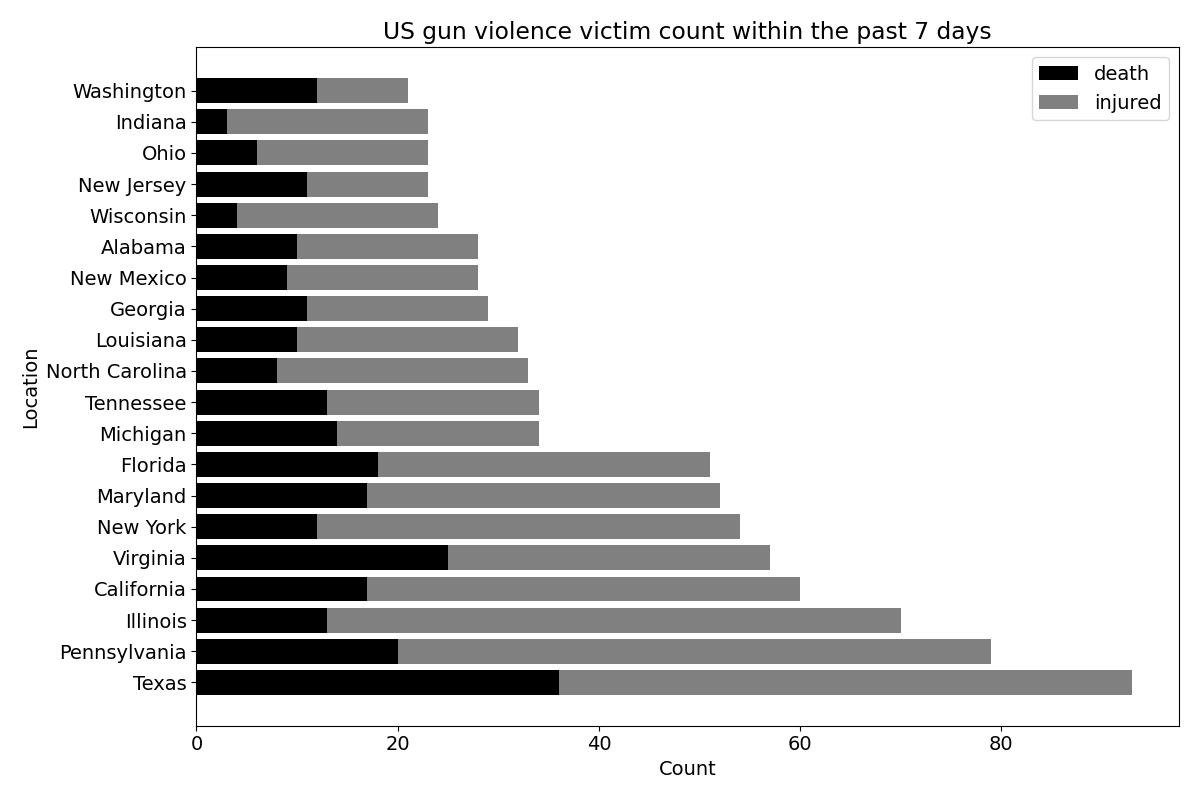 US gun violence victim count within the past 7 days
death
injured
Washington
Indiana
Ohio
New Jersey
Wisconsin
Alabama
New Mexico
Georgia
Louisiana
North Carolina
Tennessee
Michigan
Florida
Maryland
New York
Virginia
California
Illinois
Pennsylvania
Texas
Location
0 20 40 60 80
Count